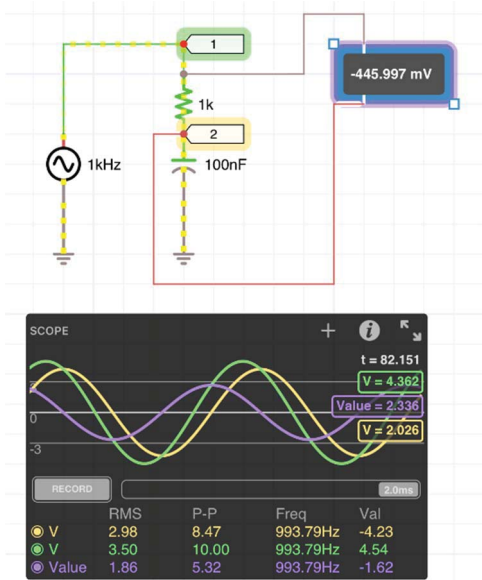 1
-445.997 mV
1k
2
1kHz
100nF
SCOPE
t = 82.151
V = 4.362
Value = 2.336
0
V = 2.026
-3
RECORD
2.0ms
RMS P-P Freq Val
V 2.98 8.47 993.79Hz -4.23
V 3.50 10.00 993.79Hz 4.54
Value 1.86 5.32 993.79Hz -1.62